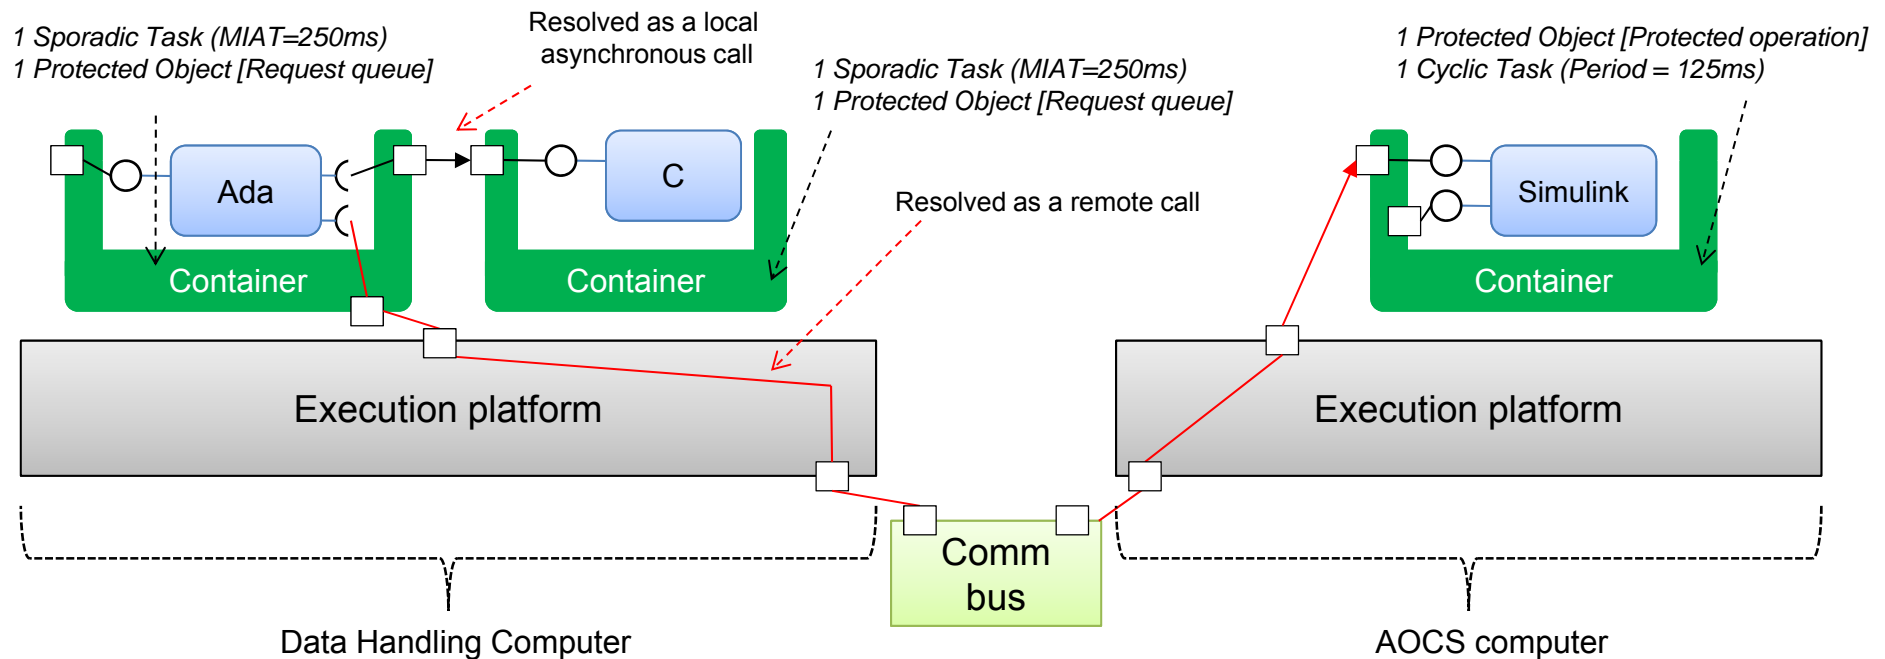 1 Sporadic Task (MIAT=250ms)
1 Protected Object [Request queue]
Resolved as a local
asynchronous call
1 Sporadic Task (MIAT=250ms)
1 Protected Object [Request queue]
1 Protected Object [Protected operation]
1 Cyclic Task (Period = 125ms)
Ada
C
Simulink
Resolved as a remote call
Container
Container
Container
Execution platform
Execution platform
Comm
bus
Data Handling Computer
AOCS computer